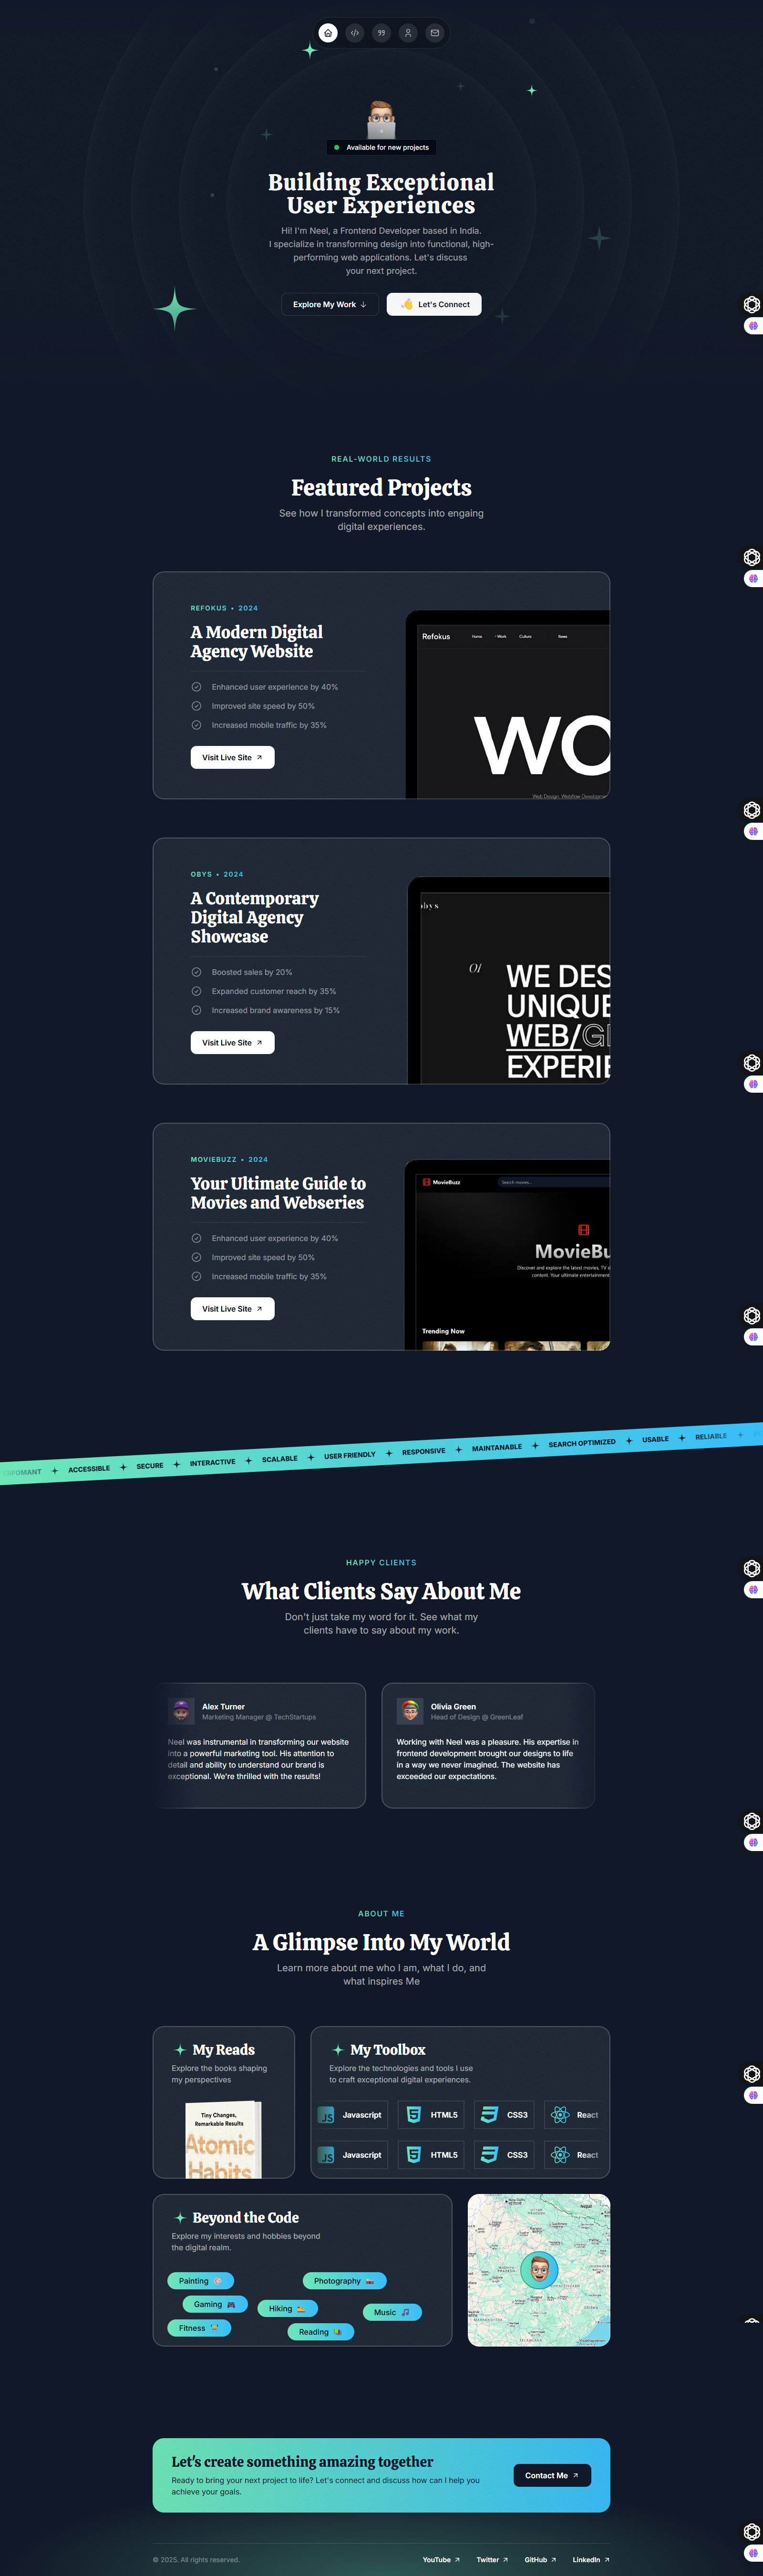 Available for new projects
Building Exceptional
User Experiences
Hi! I'm Neel, a Frontend Developer based in India.
I specialize in transforming design into functional, high-
performing web applications. Let's discuss
your next project.
Explore My Work ↓
Let's Connect
REAL-WORLD RESULTS
Featured Projects
See how I transformed concepts into engaing
digital experiences.
REFOKUS • 2024
A Modern Digital
Agency Website
Enhanced user experience by 40%
Improved site speed by 50%
Increased mobile traffic by 35%
Visit Live Site
Refokus
Home
Work
Culture
News
WO
Web Design, Webflow Developm
OBYS • 2024
A Contemporary
Digital Agency
Showcase
Boosted sales by 20%
Expanded customer reach by 35%
Increased brand awareness by 15%
Visit Live Site
obys
01
WE DES
UNIQUE
WEB/G
EXPERIE
MOVIEBUZZ • 2024
Your Ultimate Guide to
Movies and Webseries
Enhanced user experience by 40%
Improved site speed by 50%
Increased mobile traffic by 35%
Visit Live Site
MovieBuzz
Search movies...
MovieBu
Discover and explore the latest movies, TV s
content. Your ultimate entertainment
Trending Now
ACCESSIBLE SECURE INTERACTIVE SCALABLE USER FRIENDLY RESPONSIVE MAINTANABLE SEARCH OPTIMIZED USABLE RELIABLE
HAPPY CLIENTS
What Clients Say About Me
Don't just take my word for it. See what my
clients have to say about my work.
Alex Turner
Marketing Manager @ TechStartups
Neel was instrumental in transforming our website
into a powerful marketing tool. His attention to
detail and ability to understand our brand is
exceptional. We're thrilled with the results!
Olivia Green
Head of Design @ GreenLeaf
Working with Neel was a pleasure. His expertise in
frontend development brought our designs to life
in a way we never imagined. The website has
exceeded our expectations.
ABOUT ME
A Glimpse Into My World
Learn more about me who I am, what I do, and
what inspires Me
My Reads
Explore the books shaping
my perspectives
Tiny Changes,
Remarkable Results
Atomic
Habits
My Toolbox
Explore the technologies and tools I use
to craft exceptional digital experiences.
JS Javascript
HTML5
CSS3
React
JS Javascript
HTML5
CSS3
React
Beyond the Code
Explore my interests and hobbies beyond
the digital realm.
Painting
Photography
Gaming
Hiking
Music
Fitness
Reading
Let's create something amazing together
Ready to bring your next project to life? Let's connect and discuss how can I help you
achieve your goals.
Contact Me
© 2025. All rights reserved.
YouTube
Twitter
GitHub
LinkedIn